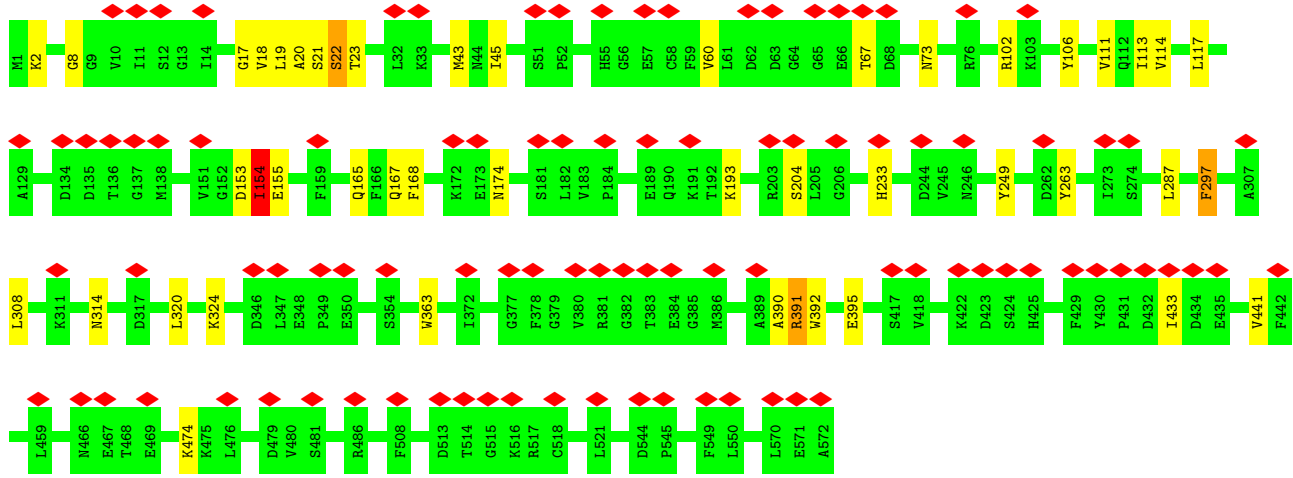 M1 K2 G8 G9 V10 I11 S12 G13 I14 G17 V18 L19 A20 S21 S22 T23 L32 K33 M43 N44 I45 S51 P52 H55 G56 E57 C58 F59 V60 L61 D62 D63 G64 G65 E66 T67 D68 N73 R76 R102 K103 Y106 V111 Q112 I113 V114 L117
A129 D134 D135 T136 G137 M138 V151 G152 D153 I154 E155 F159 Q165 F166 Q167 F168 K172 E173 N174 S181 L182 V183 P184 E189 Q190 K191 T192 K193 R203 S204 L205 G206 H233 D244 V245 N246 Y249 D262 Y263 I273 S274 L287 F297 A307
L308 K311 N314 D317 L320 K324 D346 L347 E348 P349 E350 S354 W363 I372 G377 F378 G379 V380 R381 G382 T383 E384 G385 M386 A389 A390 R391 W392 E395 S417 V418 K422 D423 S424 H425 F429 Y430 P431 D432 I433 D434 E435 V441 F442
L459 N466 E467 T468 E469 K474 K475 L476 D479 V480 S481 R486 F508 D513 T514 G515 K516 R517 C518 L521 D544 P545 F549 L550 L570 E571 A572